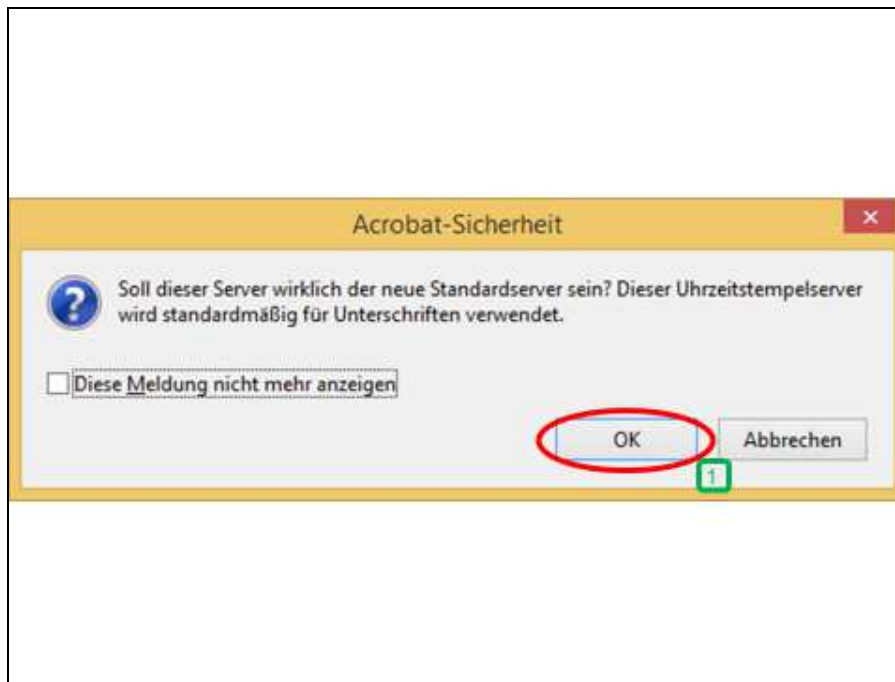 Acrobat-Sicherheit
Soll dieser Server wirklich der neue Standardserver sein? Dieser Uhrzeitstempelserver
wird standardmäßig für Unterschriften verwendet.
Diese Meldung nicht mehr anzeigen
OK
Abbrechen
1